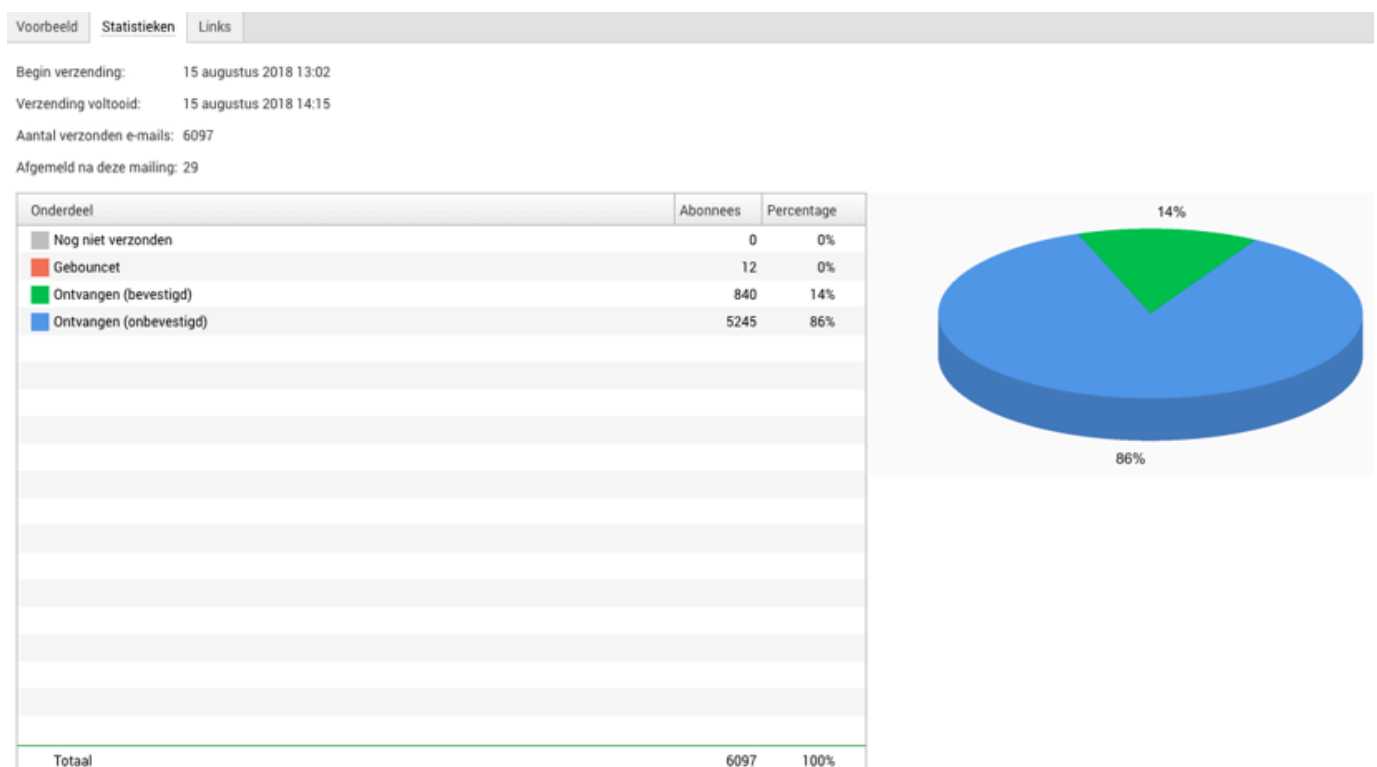 Voorbeeld Statistieken Links
Begin verzending: 15 augustus 2018 13:02
Verzending voltooid: 15 augustus 2018 14:15
Aantal verzonden e-mails: 6097
Afgemeld na deze mailing: 29
Onderdeel Abonnees Percentage
Nog niet verzonden 0 0%
Gebouncet 12 0%
Ontvangen (bevestigd) 840 14%
Ontvangen (onbevestigd) 5245 86%
Totaal 6097 100%
14%
86%